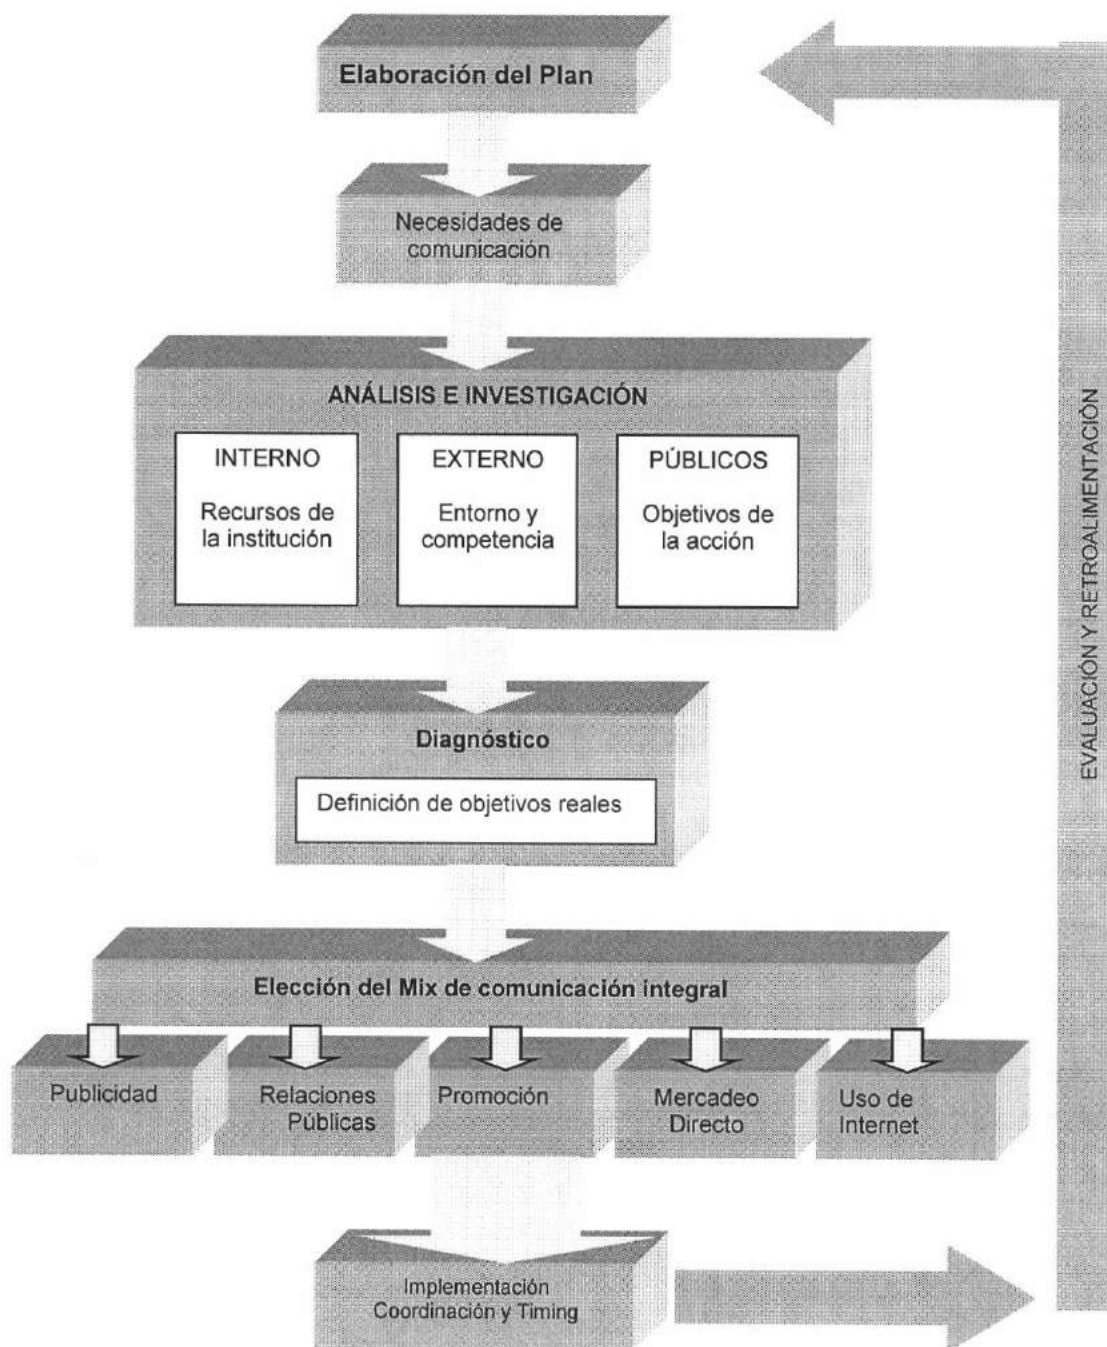 Elaboración del Plan
Necesidades de
comunicación
ANÁLISIS E INVESTIGACIÓN
INTERNO
Recursos de
la institución
EXTERNO
Entorno y
competencia
PÚBLICOS
Objetivos de
la acción
Diagnóstico
Definición de objetivos reales
Elección del Mix de comunicación integral
Publicidad
Relaciones
Públicas
Promoción
Mercadeo
Directo
Uso de
Internet
Implementación
Coordinación y Timing
EVALUACIÓN Y RETROALIMENTACIÓN